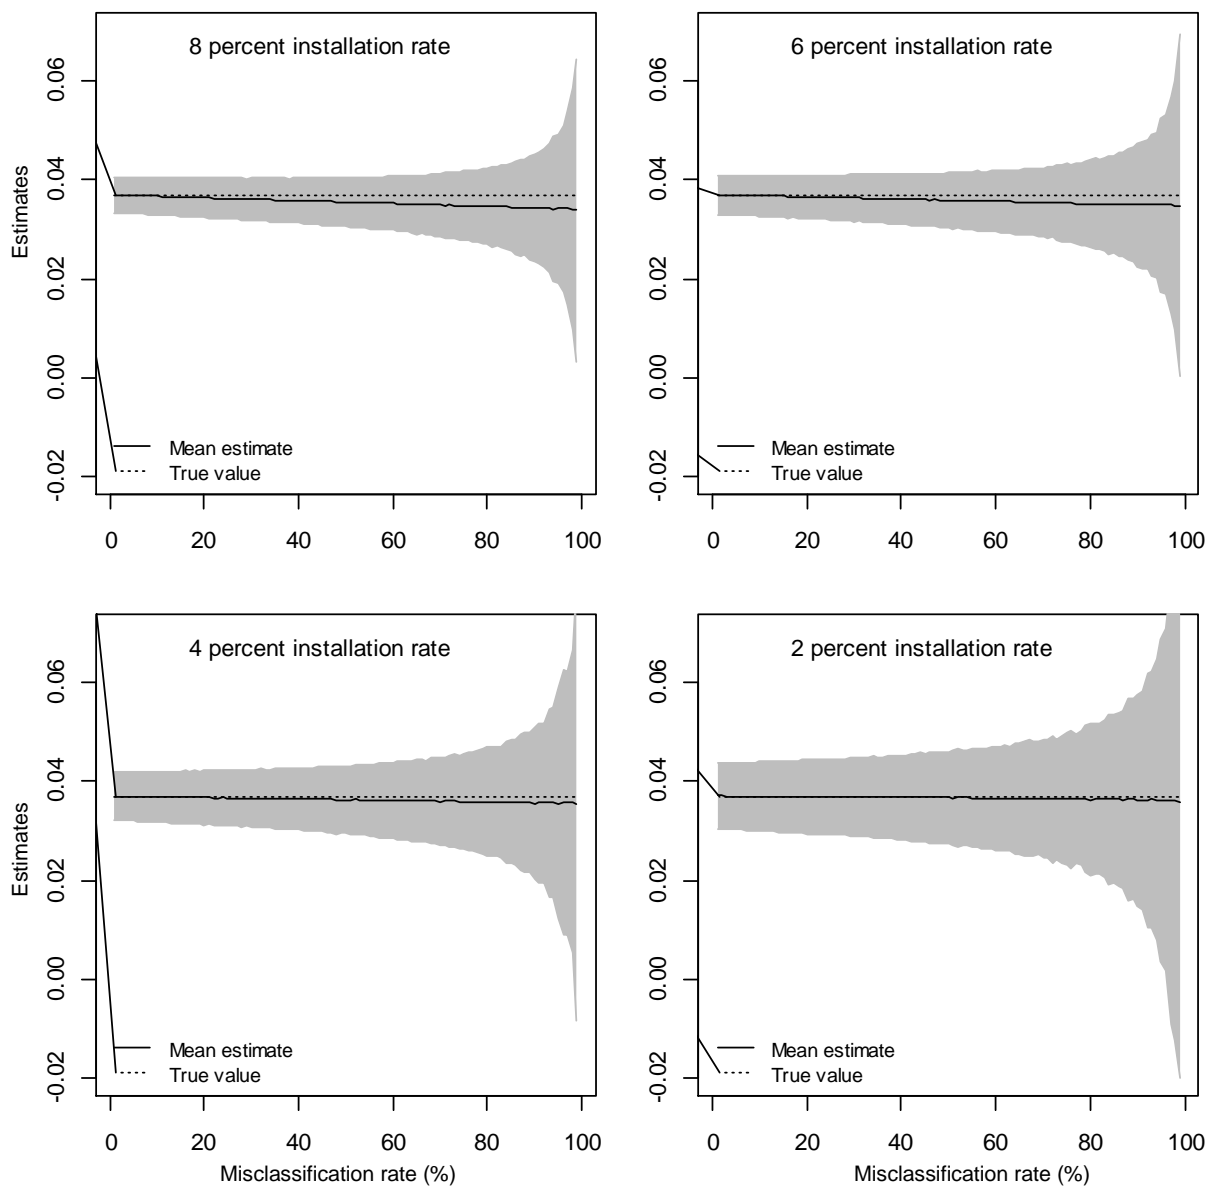 8 percent installation rate
Estimates
-0.02 0.00 0.02 0.04 0.06
Mean estimate
True value
0 20 40 60 80 100
6 percent installation rate
-0.02 0.00 0.02 0.04 0.06
Mean estimate
True value
0 20 40 60 80 100
4 percent installation rate
Estimates
-0.02 0.00 0.02 0.04 0.06
Mean estimate
True value
0 20 40 60 80 100
Misclassification rate (%)
2 percent installation rate
-0.02 0.00 0.02 0.04 0.06
Mean estimate
True value
0 20 40 60 80 100
Misclassification rate (%)